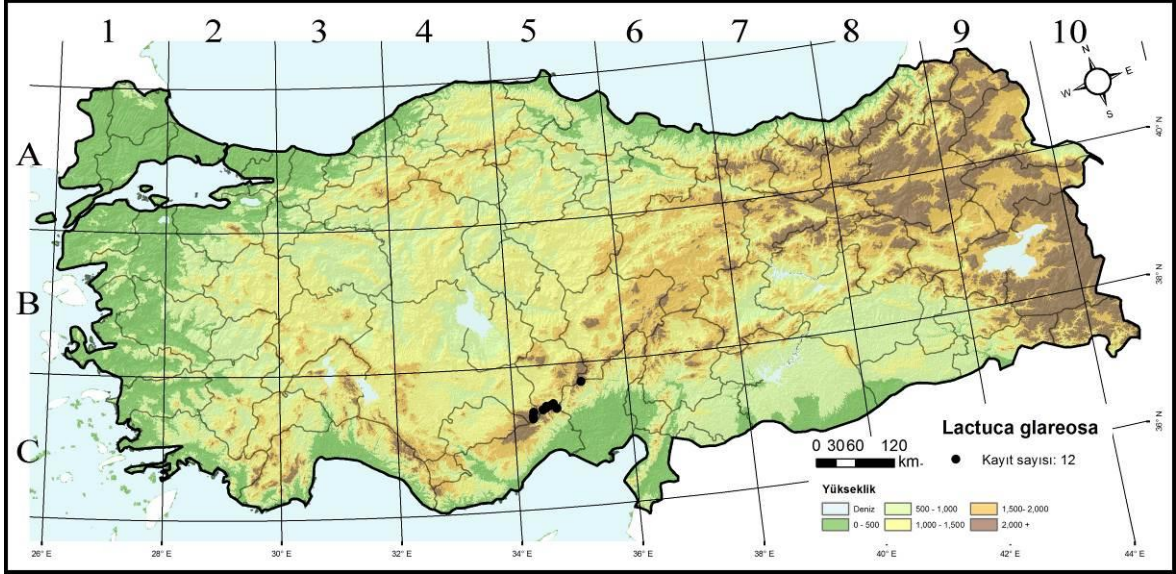 1 2 3 4 5 6 7 8 9 10
A
B
C
N
W E
S
40° N
38° N
36° N
Lactuca glareosa
0 30 60 120
km
Kayıt sayısı: 12
Yükseklik
Deniz 500 - 1,000 1,500- 2,000
0 - 500 1,000 - 1,500 2,000 +
26° E 28° E 30° E 32° E 34° E 36° E 38° E 40° E 42° E 44° E